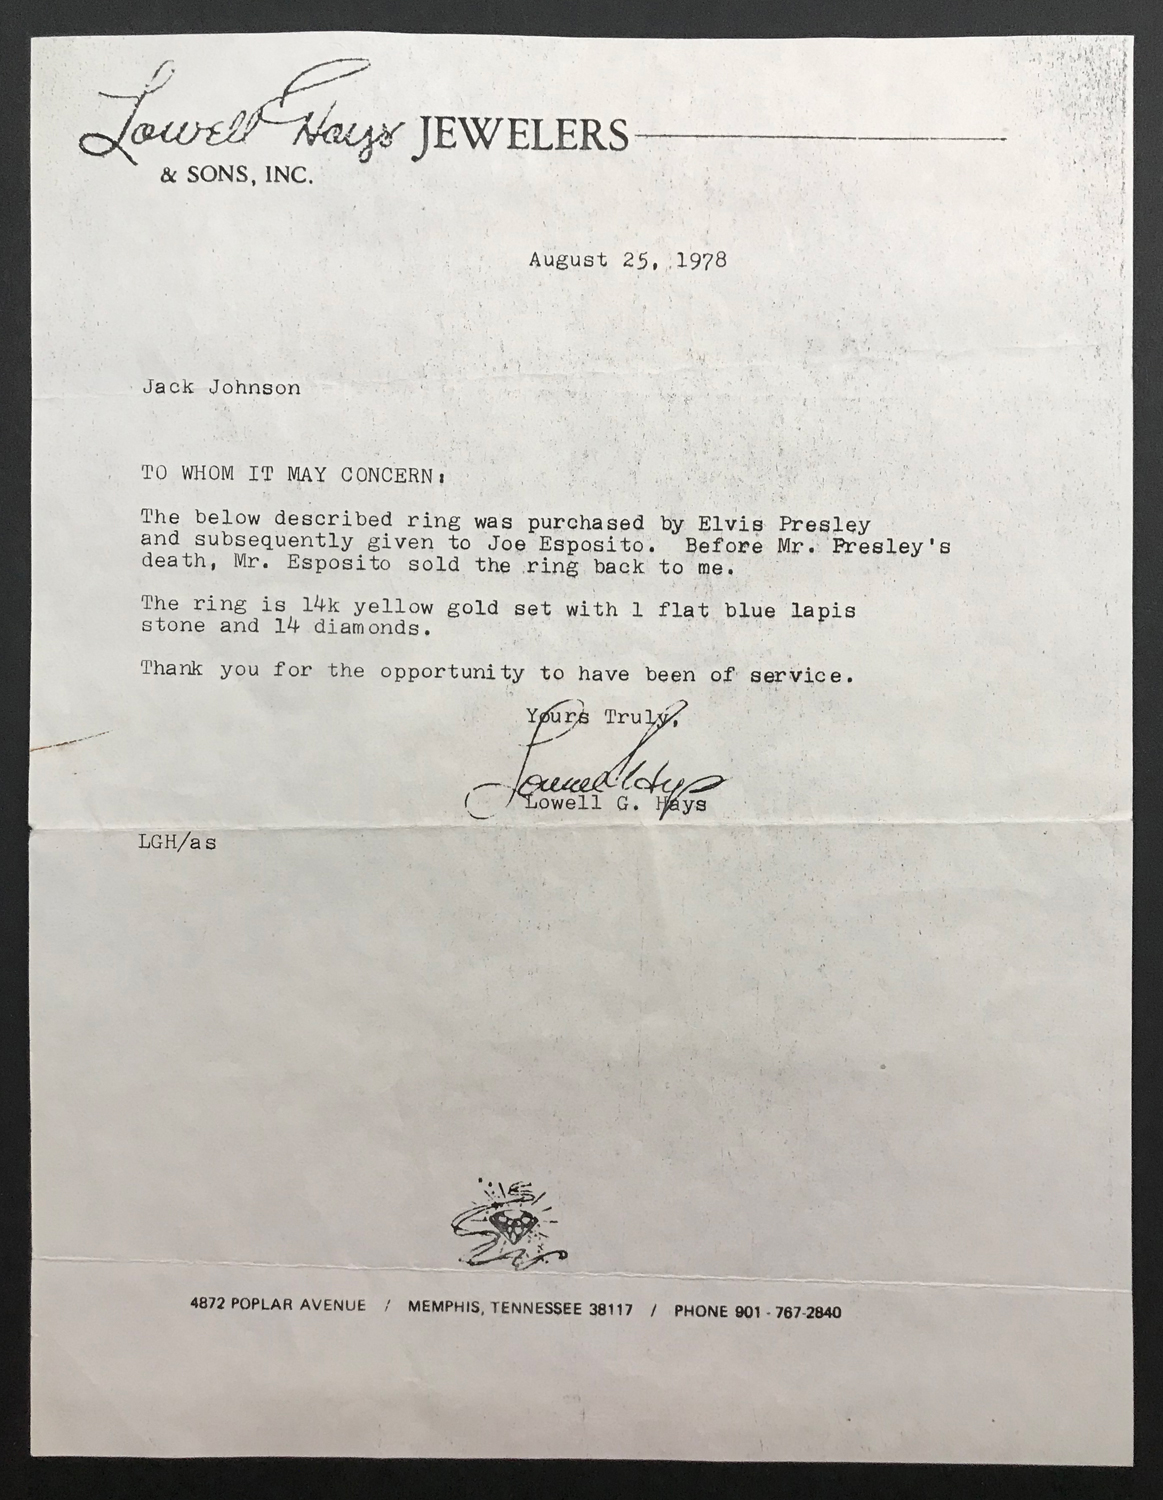 Lowell Hays JEWELERS
& SONS, INC.
August 25, 1978
Jack Johnson
TO WHOM IT MAY CONCERN:
The below described ring was purchased by Elvis Presley
and subsequently given to Joe Esposito. Before Mr. Presley's
death, Mr. Esposito sold the ring back to me.
The ring is 14k yellow gold set with 1 flat blue lapis
stone and 14 diamonds.
Thank you for the opportunity to have been of service.
Yours Truly,
Lowell Hays
Lowell G. Hays
LGH/as
4872 POPLAR AVENUE / MEMPHIS, TENNESSEE 38117 / PHONE 901 - 767-2840